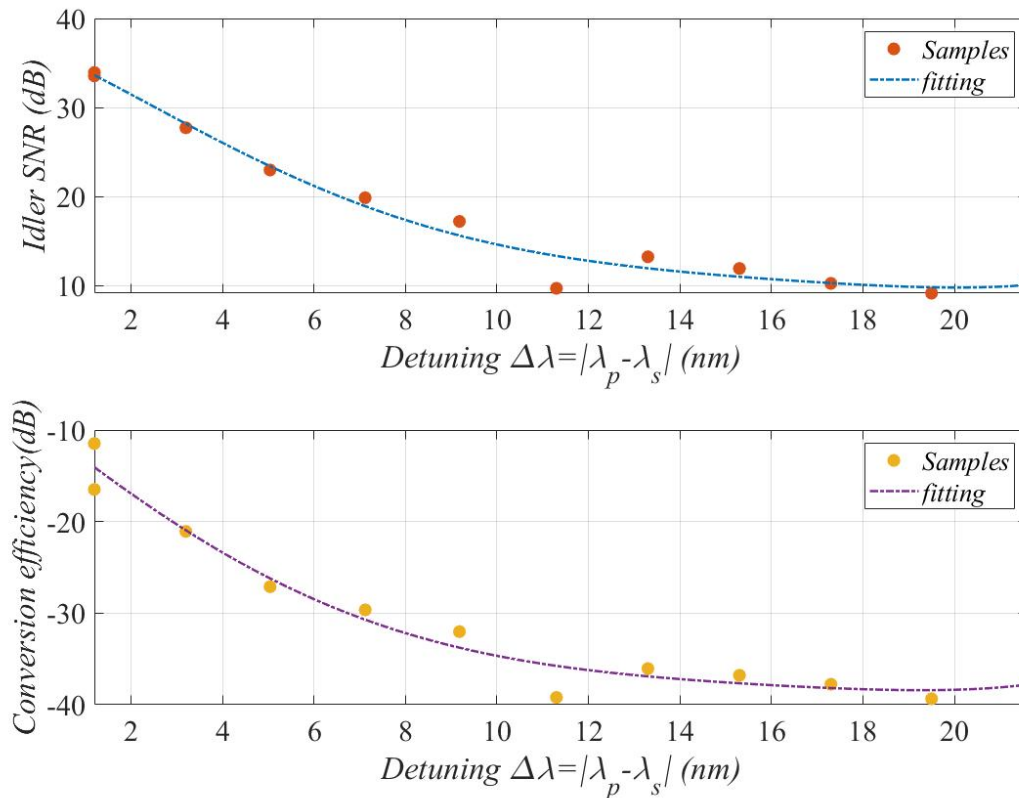 40
30
20
10
Idler SNR (dB)
Samples
fitting
2 4 6 8 10 12 14 16 18 20
Detuning Δλ=|λp-λs| (nm)
-10
-20
-30
-40
Conversion efficiency(dB)
Samples
fitting
2 4 6 8 10 12 14 16 18 20
Detuning Δλ=|λp-λs| (nm)